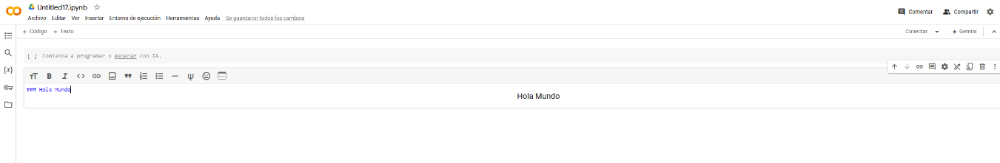 Untitled17.ipynb
Archivo Editar Ver Insertar Entorno de ejecución Herramientas Ayuda Se guardaron todos los cambios
Comentar Compartir
+ Código + Texto
Conectar Gemini
[ ] Comienza a programar o generar con IA.
### Hola Mundo
Hola Mundo